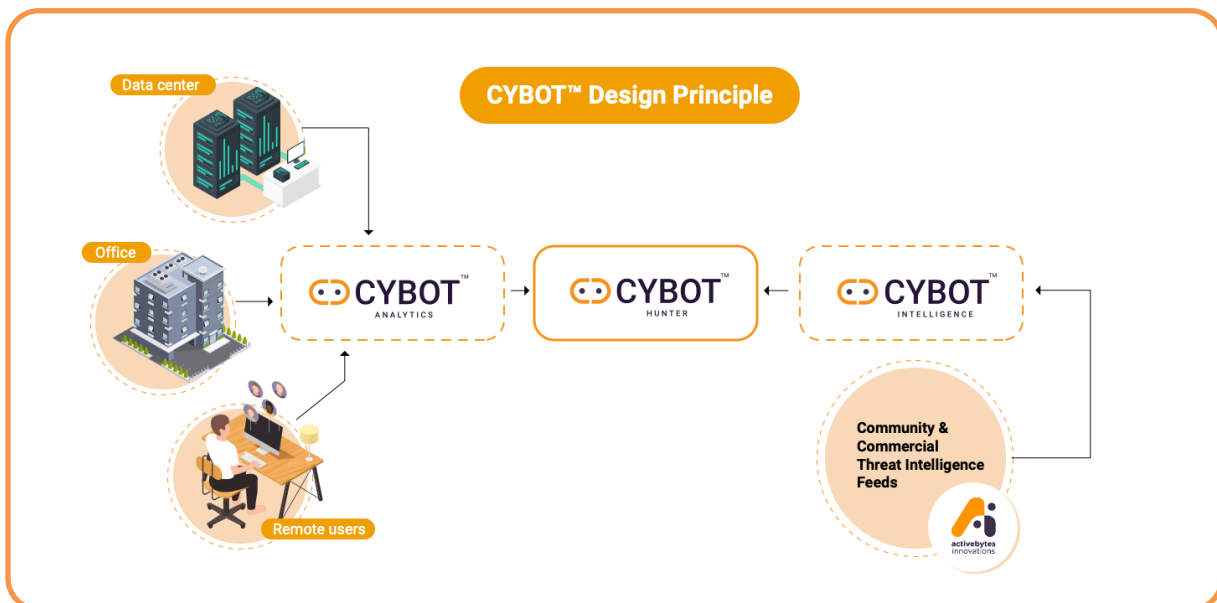 CYBOT™ Design Principle
Data center
Office
Remote users
CYBOT™
ANALYTICS
CYBOT™
HUNTER
CYBOT™
INTELLIGENCE
Community &
Commercial
Threat Intelligence
Feeds
activebytes
innovations